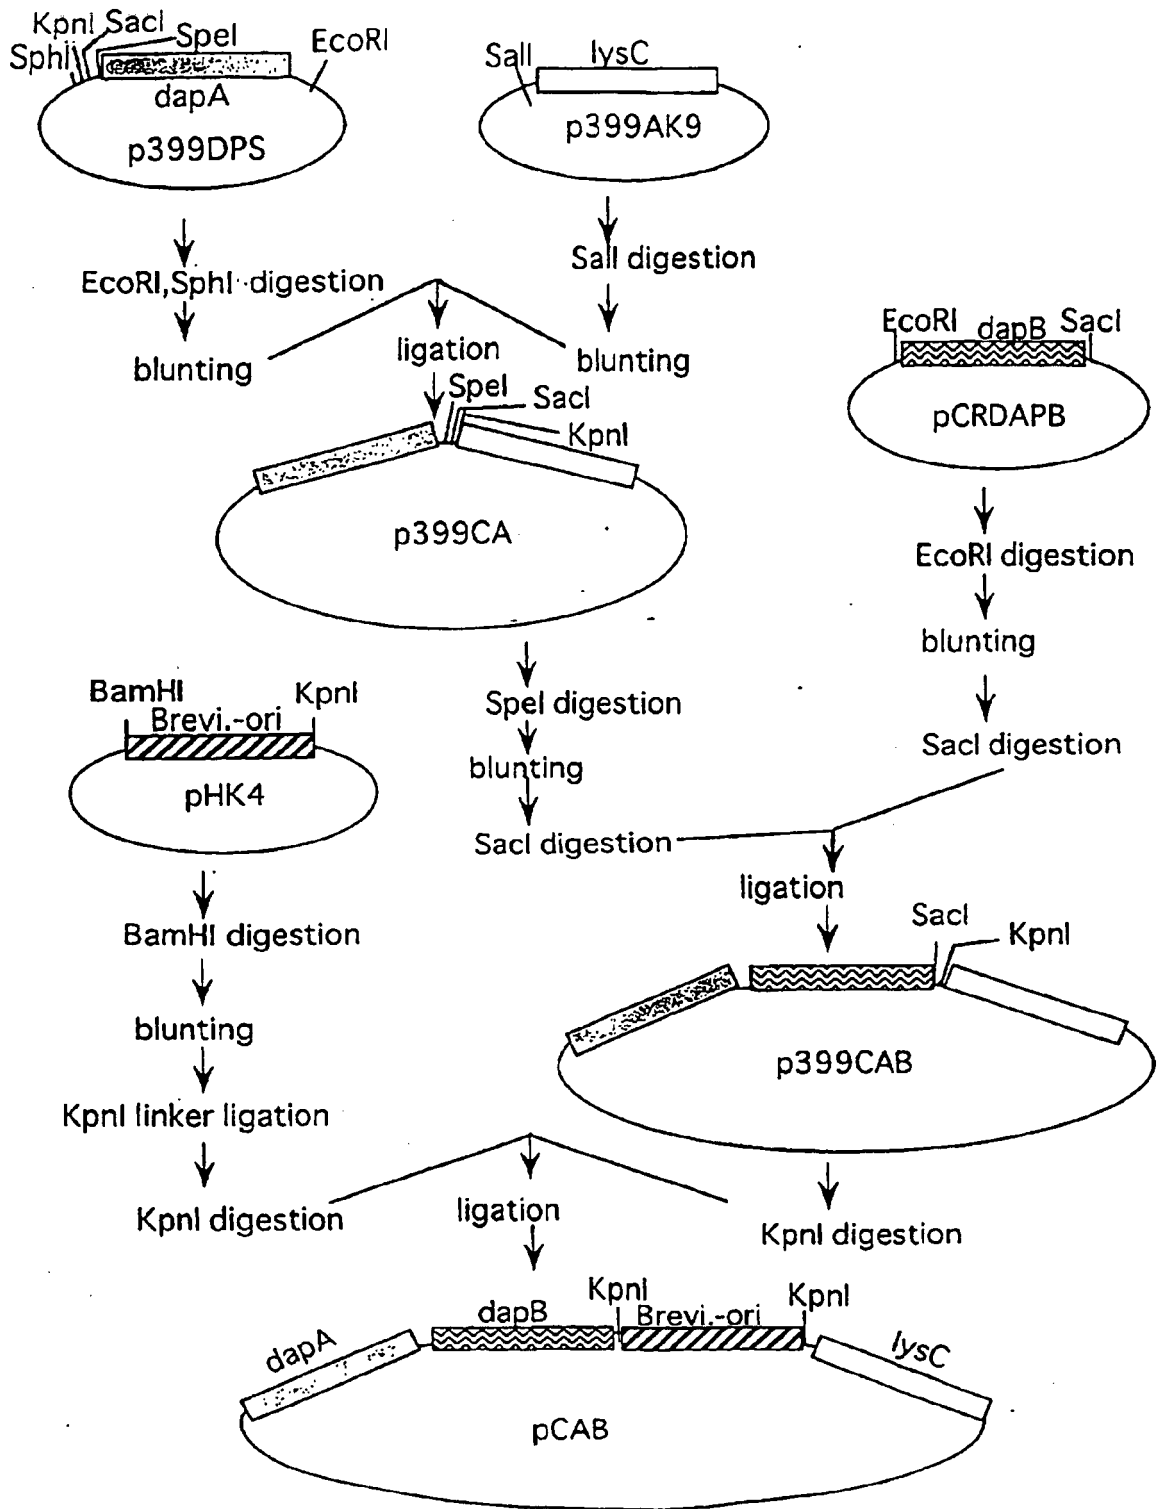 KpnI SacI
SphI
SpeI
EcoRI
dapA
p399DPS
SalI
lysC
p399AK9
EcoRI,SphI digestion
blunting
SalI digestion
blunting
ligation
SpeI
SacI
KpnI
p399CA
EcoRI dapB SacI
pCRDAPB
EcoRI digestion
blunting
SacI digestion
SpeI digestion
blunting
SacI digestion
BamHI
KpnI
Brevi.-ori
pHK4
BamHI digestion
blunting
KpnI linker ligation
KpnI digestion
ligation
SacI
KpnI
p399CAB
KpnI digestion
ligation
dapA
dapB
KpnI
Brevi.-ori
KpnI
lysC
pCAB